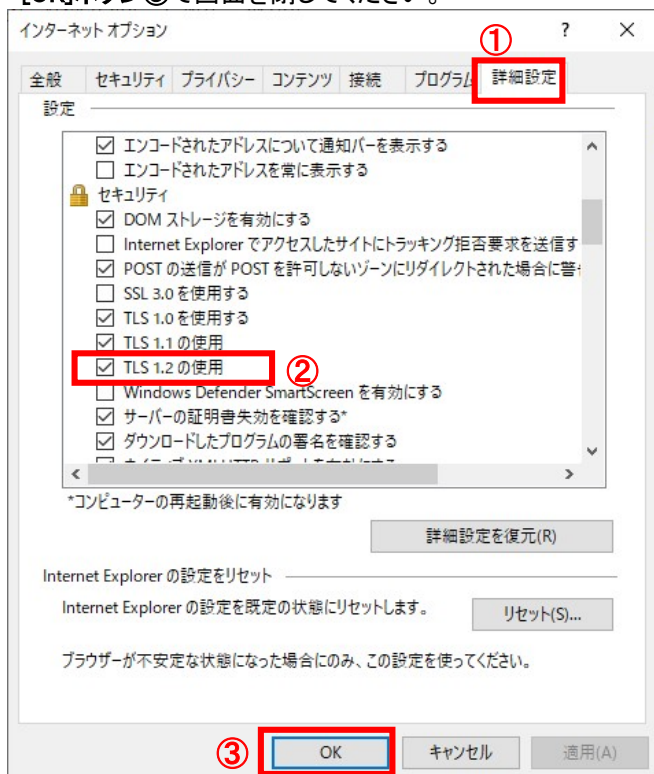 [OK]ボタン③で画面を閉じてください。
インターネット オプション
①
?
×
全般
セキュリティ
プライバシー
コンテンツ
接続
プログラム
詳細設定
設定
エンコードされたアドレスについて通知バーを表示する
エンコードされたアドレスを常に表示する
セキュリティ
DOM ストレージを有効にする
Internet Explorer でアクセスしたサイトにトラッキング拒否要求を送信す
POST の送信が POST を許可しないゾーンにリダイレクトされた場合に警
SSL 3.0 を使用する
TLS 1.0 を使用する
TLS 1.1 の使用
TLS 1.2 の使用
②
Windows Defender SmartScreen を有効にする
サーバーの証明書失効を確認する*
ダウンロードしたプログラムの署名を確認する
*コンピューターの再起動後に有効になります
詳細設定を復元(R)
Internet Explorer の設定をリセット
Internet Explorer の設定を既定の状態にリセットします。
リセット(S)...
ブラウザーが不安定な状態になった場合にのみ、この設定を使ってください。
③
OK
キャンセル
適用(A)